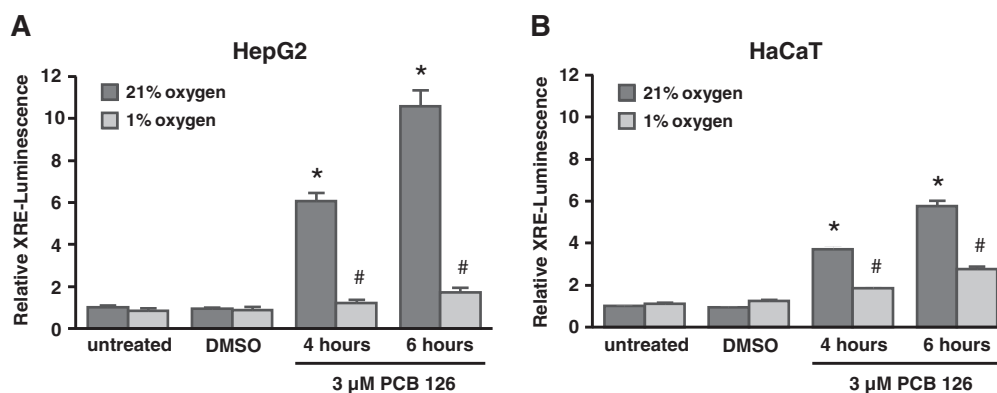 A
HepG2
Relative XRE-Luminescence
12
10
8
6
4
2
0
21% oxygen
1% oxygen
*
#
*
#
untreated
DMSO
4 hours
6 hours
3 µM PCB 126
B
HaCaT
Relative XRE-Luminescence
12
10
8
6
4
2
0
21% oxygen
1% oxygen
*
#
*
#
untreated
DMSO
4 hours
6 hours
3 µM PCB 126